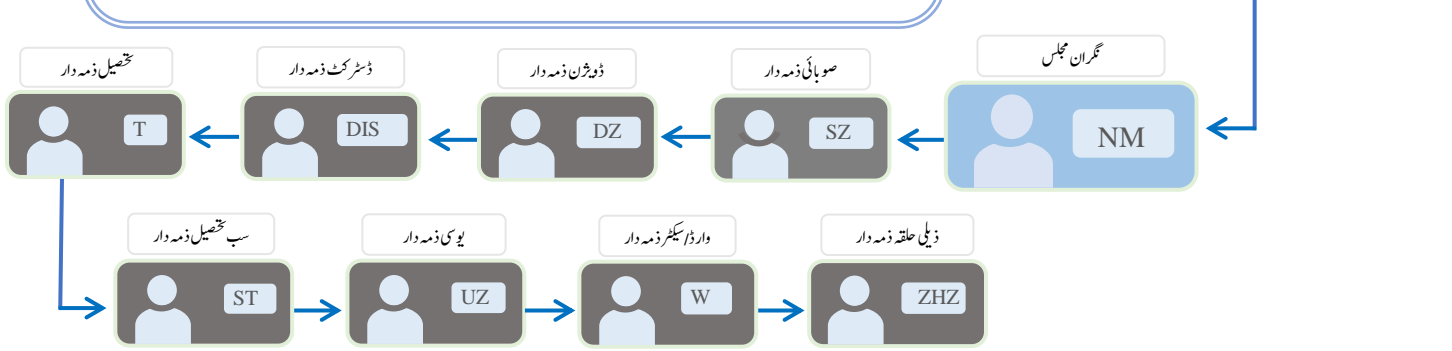 نگران مجلس
NM
صوبائی ذمہ دار
SZ
ڈویژن ذمہ دار
DZ
ڈسٹرکٹ ذمہ دار
DIS
تحصیل ذمہ دار
T
سب تحصیل ذمہ دار
ST
یوسی ذمہ دار
UZ
وارڈ/سیکٹر ذمہ دار
W
ذیلی حلقہ ذمہ دار
ZHZ